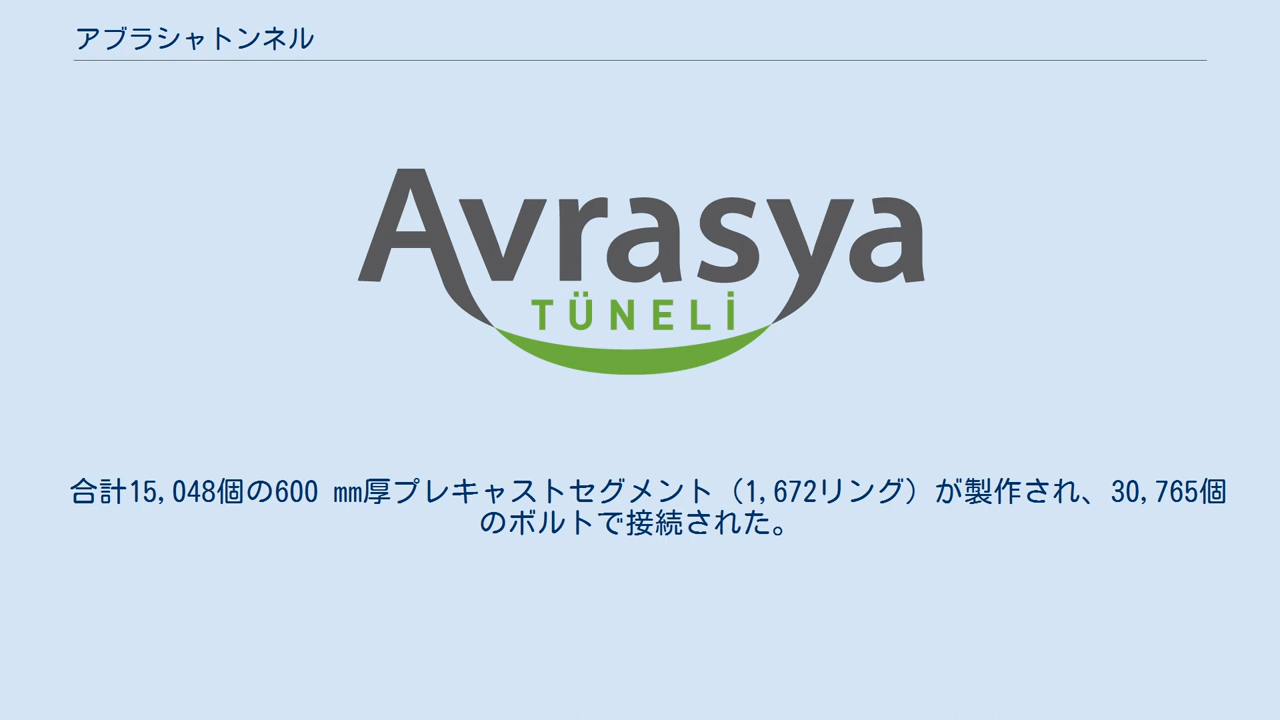 アブラシャトンネル
Avrasya
TÜNELİ
合計15,048個の600 mm厚プレキャストセグメント（1,672リング）が製作され、30,765個
のボルトで接続された。